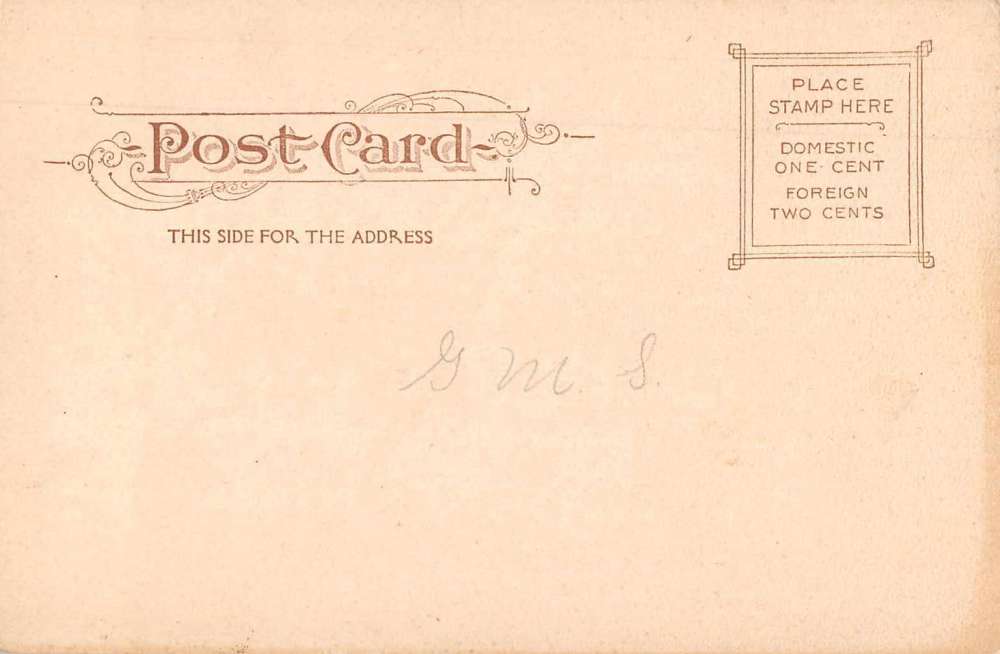 Post Card
THIS SIDE FOR THE ADDRESS
PLACE
STAMP HERE
DOMESTIC
ONE CENT
FOREIGN
TWO CENTS
G M. S.